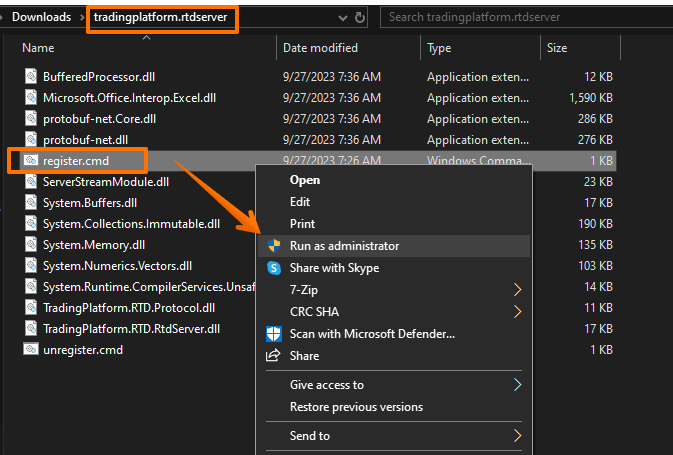 Downloads > tradingplatform.rtdserver
Search tradingplatform.rtdserver
Name Date modified Type Size
BufferedProcessor.dll 9/27/2023 7:36 AM Application exten... 12 KB
Microsoft.Office.Interop.Excel.dll 9/27/2023 7:36 AM Application exten... 1,590 KB
protobuf-net.Core.dll 9/27/2023 7:36 AM Application exten... 286 KB
protobuf-net.dll 9/27/2023 7:36 AM Application exten... 276 KB
register.cmd 9/27/2023 7:26 AM Windows Comma... 1 KB
ServerStreamModule.dll 23 KB
System.Buffers.dll 17 KB
System.Collections.Immutable.dll 190 KB
System.Memory.dll 135 KB
System.Numerics.Vectors.dll 103 KB
System.Runtime.CompilerServices.Unsaf 14 KB
TradingPlatform.RTD.Protocol.dll 11 KB
TradingPlatform.RTD.RtdServer.dll 17 KB
unregister.cmd 1 KB
Open
Edit
Print
Run as administrator
Share with Skype
7-Zip
CRC SHA
Scan with Microsoft Defender...
Share
Give access to
Restore previous versions
Send to